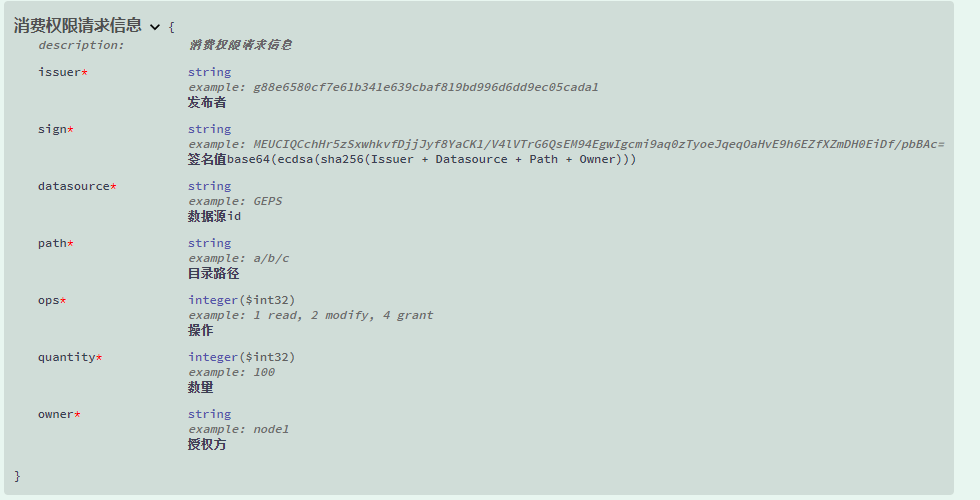 消费权限请求信息 {
description: 消费权限请求信息
issuer* string
example: g88e6580cf7e61b341e639cbaf819bd996d6dd9ec05cada1
发布者
sign* string
example: MEUCIQCchHr5zSxwhkvfDjjJyf8YaCK1/V4lVTrG6QsEM94EgwIgcmi9aq0zTyoeJqeqOaHvE9h6EZfXZmDH0EiDf/pbBAc=
签名值base64(ecdsa(sha256(Issuer + Datasource + Path + Owner)))
datasource* string
example: GEPS
数据源id
path* string
example: a/b/c
目录路径
ops* integer($int32)
example: 1 read, 2 modify, 4 grant
操作
quantity* integer($int32)
example: 100
数量
owner* string
example: node1
授权方
}